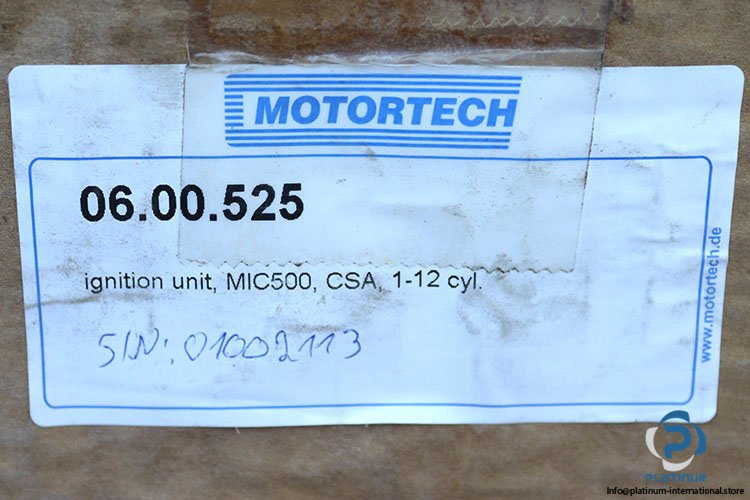 MOTORTECH
06.00.525
ignition unit, MIC500, CSA, 1-12 cyl.
S/N: 01002113
www.motortech.de
PLATINUM
Info@platinum-international.store